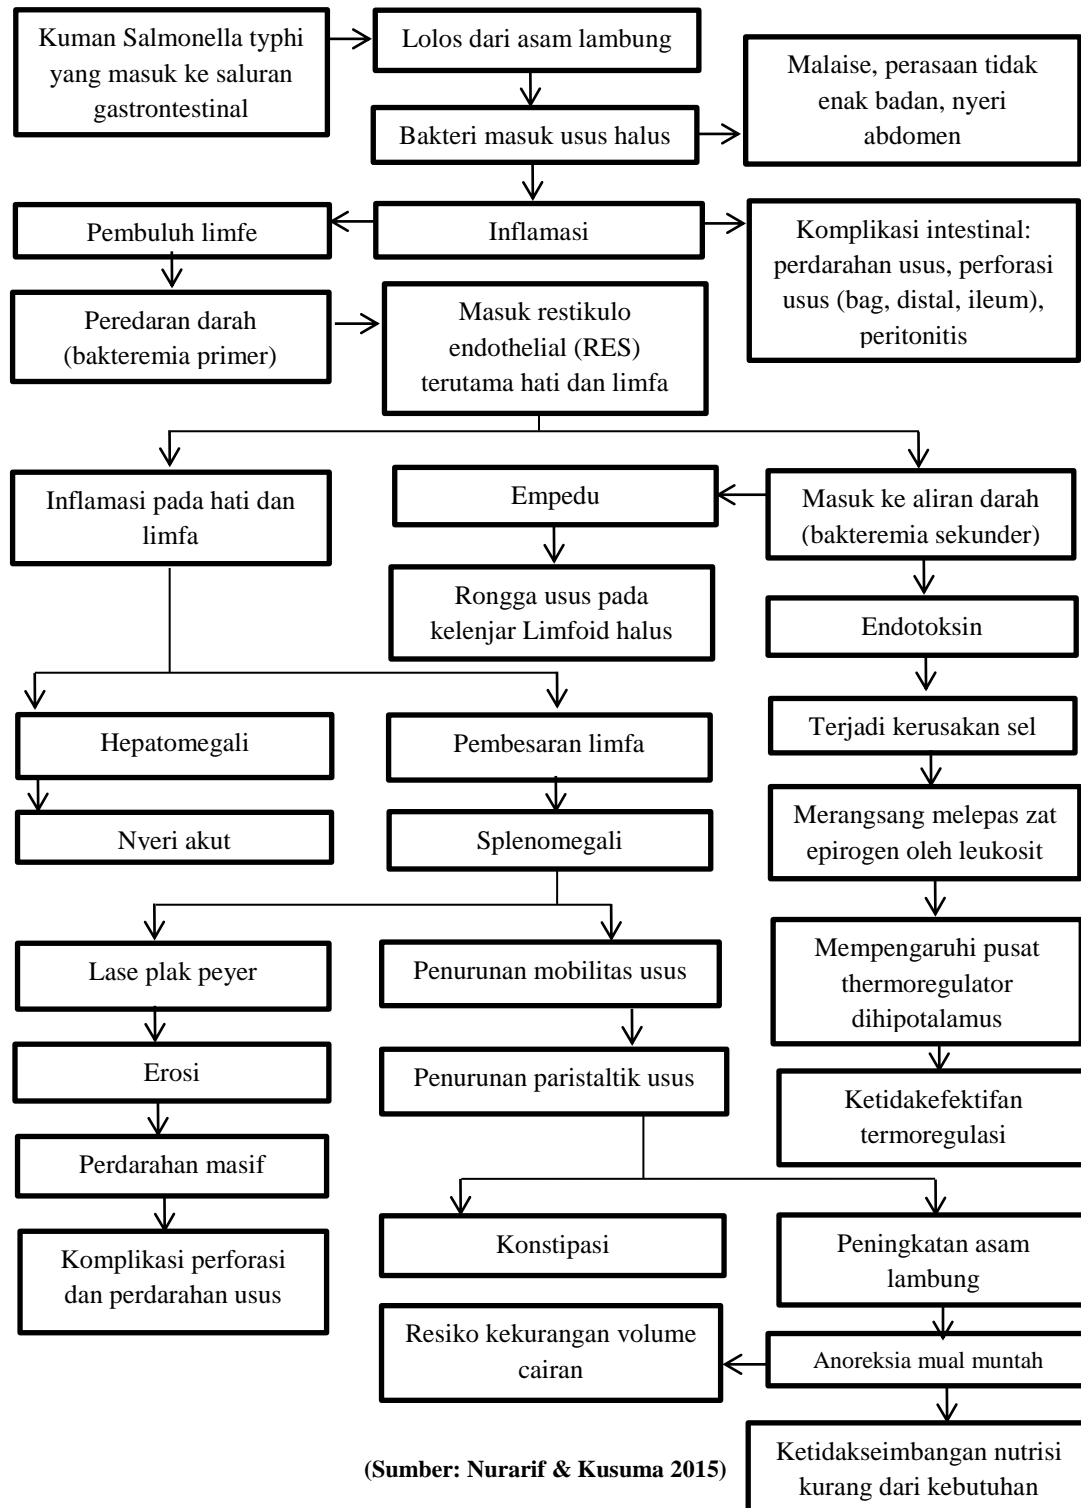 Kuman Salmonella typhi
yang masuk ke saluran
gastrontestinal
Lolos dari asam lambung
Malaise, perasaan tidak
enak badan, nyeri
abdomen
Bakteri masuk usus halus
Pembuluh limfe
Inflamasi
Komplikasi intestinal:
perdarahan usus, perforasi
usus (bag, distal, ileum),
peritonitis
Peredaran darah
(bakteremia primer)
Masuk restikulo
endothelial (RES)
terutama hati dan limfa
Inflamasi pada hati dan
limfa
Empedu
Masuk ke aliran darah
(bakteremia sekunder)
Rongga usus pada
kelenjar Limfoid halus
Endotoksin
Hepatomegali
Pembesaran limfa
Terjadi kerusakan sel
Nveri akut
Splenomegali
Merangsang melepas zat
epirogen oleh leukosit
Lase plak peyer
Penurunan mobilitas usus
Mempengaruhi pusat
thermoregulator
dihipotalamus
Erosi
Penurunan paristaltik usus
Ketidakefektifan
termoregulasi
Perdarahan masif
Konstipasi
Peningkatan asam
lambung
Komplikasi perforasi
dan perdarahan usus
Resiko kekurangan volume
cairan
Anoreksia mual muntah
Ketidakseimbangan nutrisi
kurang dari kebutuhan
(Sumber: Nurarif & Kusuma 2015)